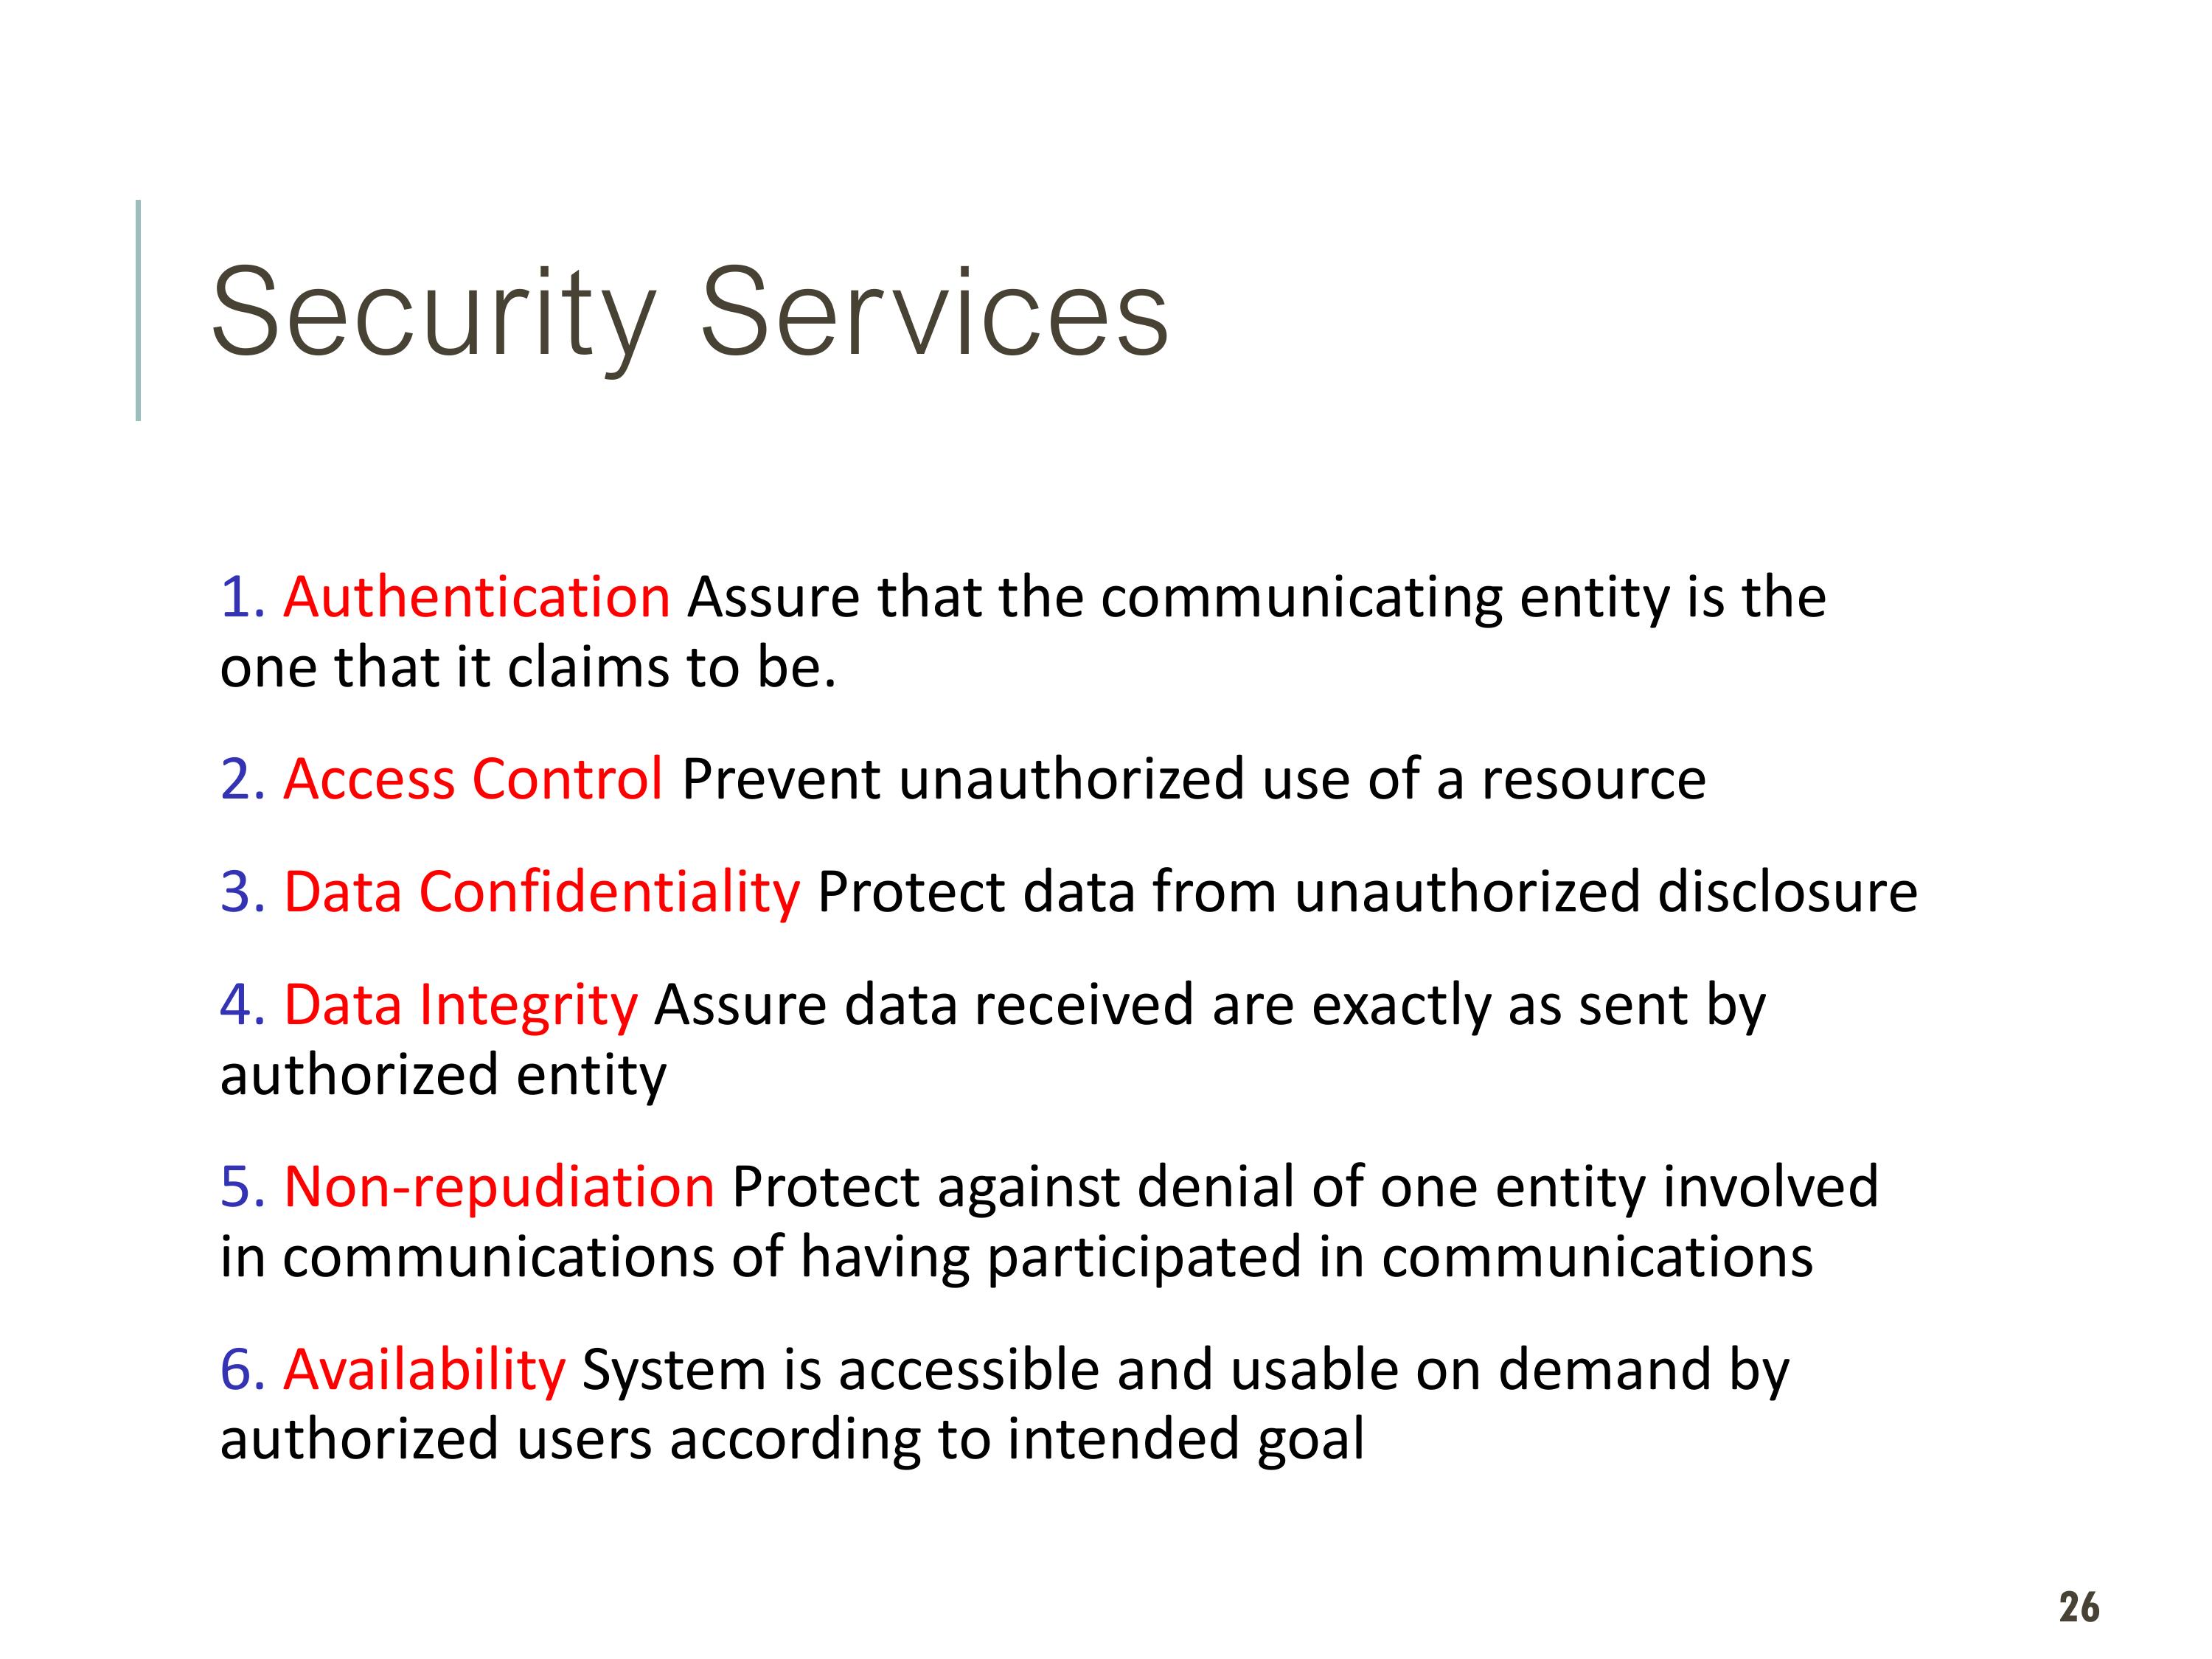 Security Services
1. Authentication Assure that the communicating entity is the
one that it claims to be.
2. Access Control Prevent unauthorized use of a resource
3. Data Confidentiality Protect data from unauthorized disclosure
4. Data Integrity Assure data received are exactly as sent by
authorized entity
5. Non-repudiation Protect against denial of one entity involved
in communications of having participated in communications
6. Availability System is accessible and usable on demand by
authorized users according to intended goal
26